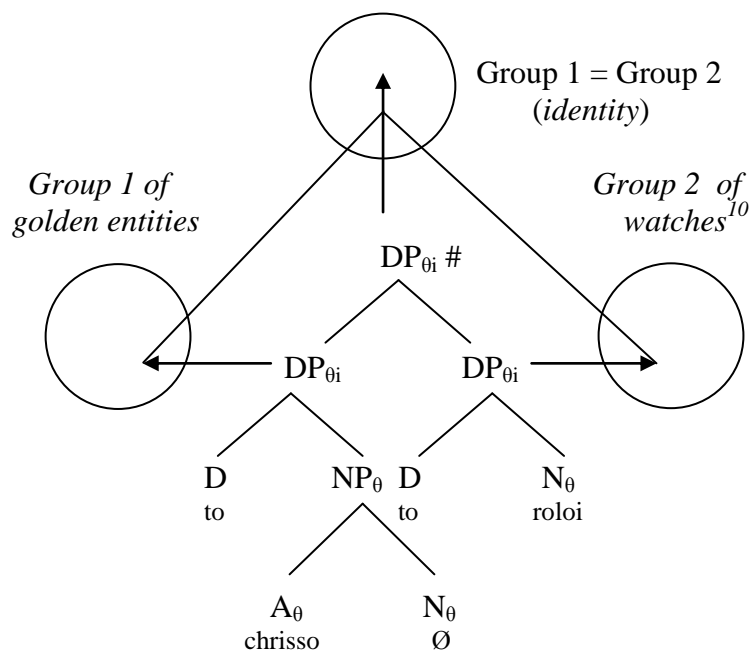 Group 1 = Group 2
(identity)
Group 1 of
golden entities
Group 2 of
watches10
DPθi #
DPθi DPθi
D NPθ D Nθ
to to roloi
Aθ Nθ
chrisso Ø